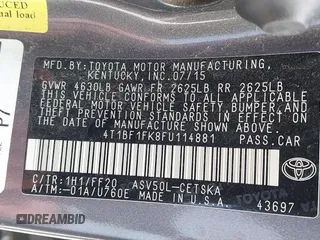 MFD.BY:TOYOTA MOTOR MANUFACTURING,
KENTUCKY,INC.07/15
GVWR 4630LB GAWR FR 2625LB RR 2625LB
THIS VEHICLE CONFORMS TO ALL APPLICABLE
FEDERAL MOTOR VEHICLE SAFETY, BUMPER, AND
THEFT PREVENTION STANDARDS IN EFFECT ON
THE DATE OF MANUFACTURE SHOWN ABOVE.
4T1BF1FK8FU114881 PASS.CAR
C/TR:1H1/FF20 ASV50L-CETSKA
A/TM:-01A/U760E MADE IN U.S.A.
TOYOTA
43697
DREAMBID